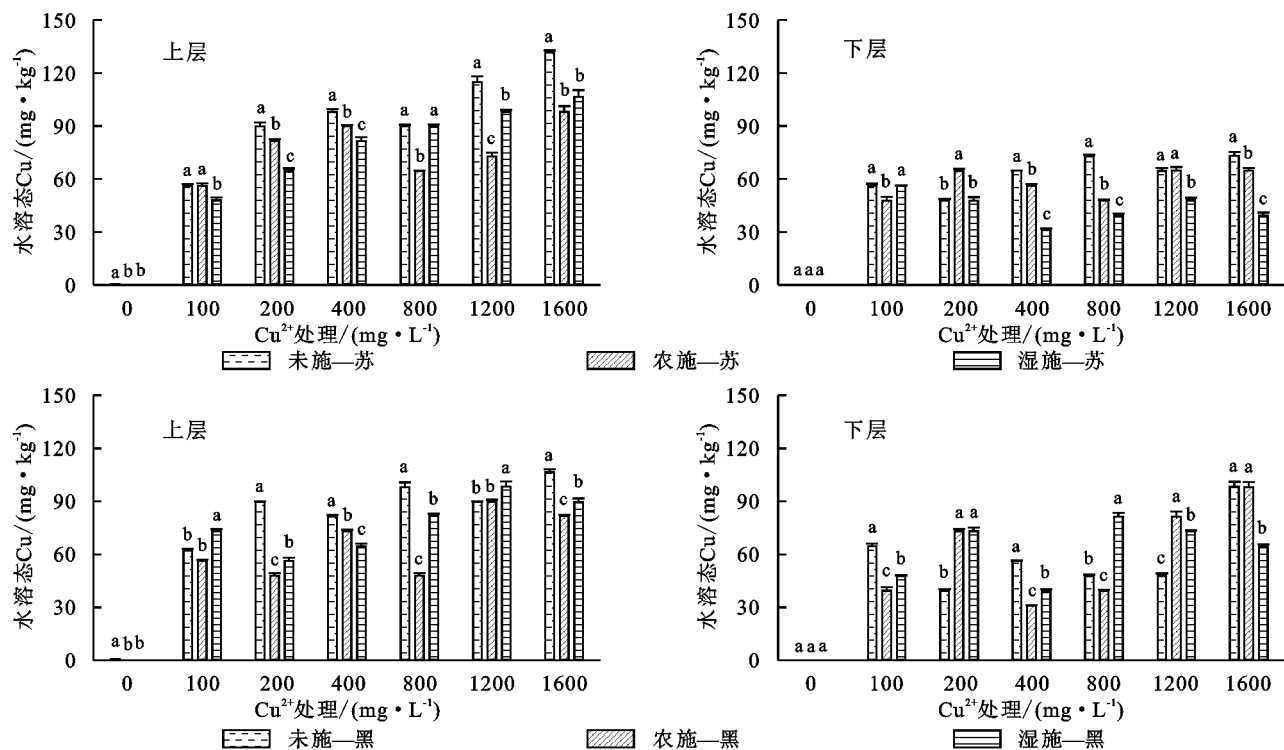 150 120 90 60 30 0
水溶态Cu/(mg·kg⁻¹)
上层
a b b a a b a b c a b c a b a a c b a b b
0 100 200 400 800 1200 1600
Cu²⁺处理/(mg·L⁻¹)
150 120 90 60 30 0
水溶态Cu/(mg·kg⁻¹)
下层
a a a a b a b a b a b c a b c a a b a b c
0 100 200 400 800 1200 1600
Cu²⁺处理/(mg·L⁻¹)
未施—苏 农施—苏 湿施—苏
150 120 90 60 30 0
水溶态Cu/(mg·kg⁻¹)
上层
a b b b b a a c b a b c a c b b b a a c b
0 100 200 400 800 1200 1600
Cu²⁺处理/(mg·L⁻¹)
150 120 90 60 30 0
水溶态Cu/(mg·kg⁻¹)
下层
a a a a c b b a a a c b b c a c a b a a b
0 100 200 400 800 1200 1600
Cu²⁺处理/(mg·L⁻¹)
未施—黑 农施—黑 湿施—黑